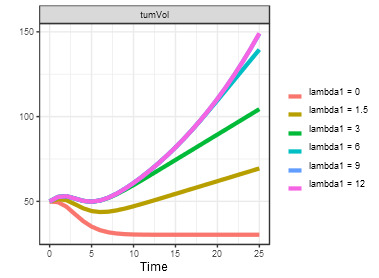 tumVol
150
100
50
0
5
10
15
20
25
Time
lambda1 = 0
lambda1 = 1.5
lambda1 = 3
lambda1 = 6
lambda1 = 9
lambda1 = 12